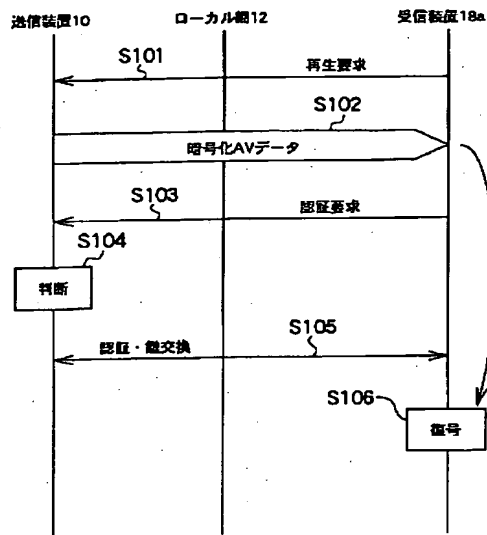 送信装置10
ローカル網12
受信装置18a
S101
再生要求
S102
暗号化AVデータ
S103
認証要求
S104
判断
認証・鍵交換
S105
S106
復号